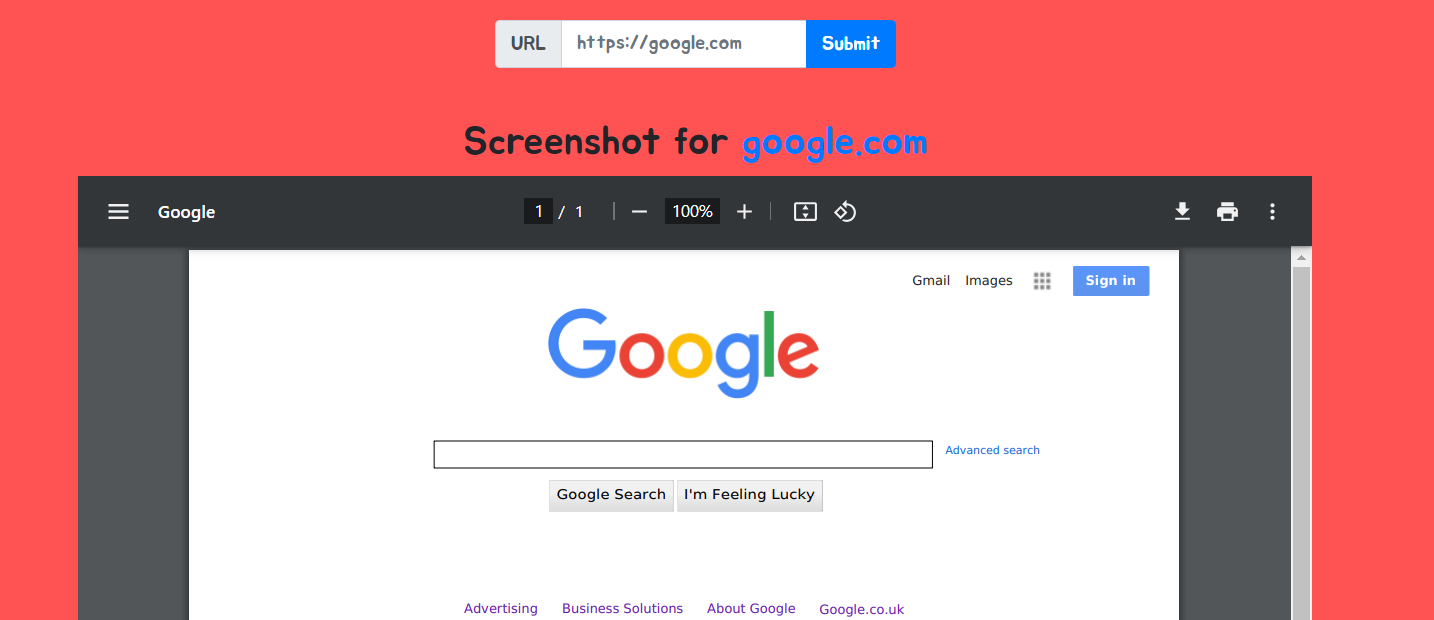 URL https://google.com Submit
Screenshot for google.com
Google 1 / 1 100%
Gmail Images Sign in
Google
Advanced search
Google Search I'm Feeling Lucky
Advertising Business Solutions About Google Google.co.uk